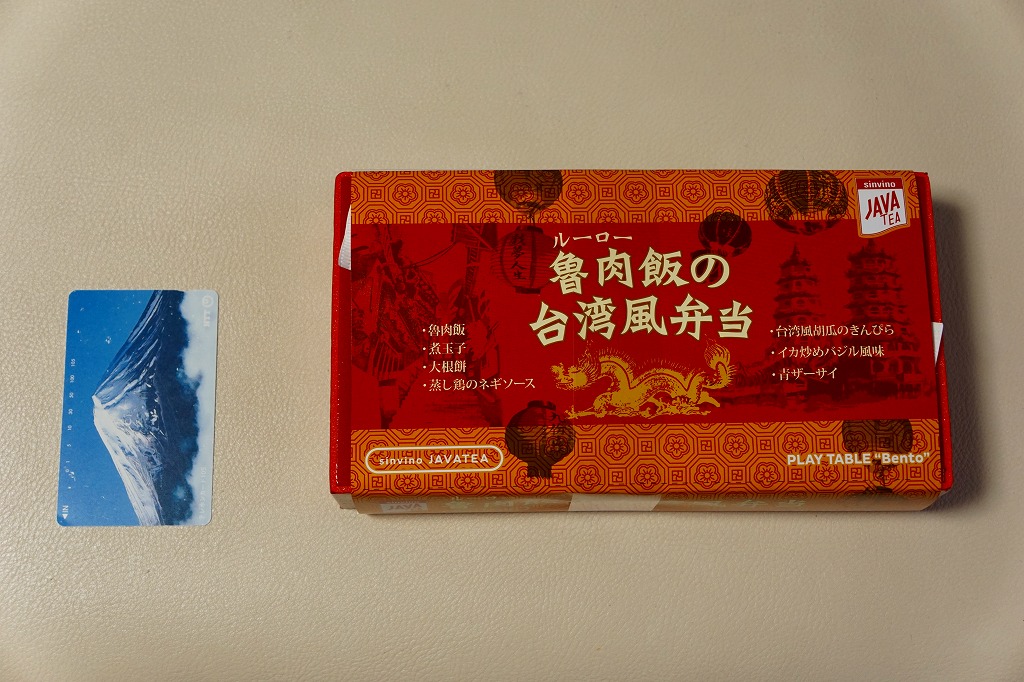 sinvino
JAVA
TEA
ルーロー
魯肉飯の
台湾風弁当
・魯肉飯
・煮玉子
・大根餅
・蒸し鶏のネギソース
・台湾風胡瓜のきんぴら
・イカ炒めバジル風味
・青ザーサイ
sinvino JAVATEA
PLAY TABLE “Bento”
JAVA
◀IN